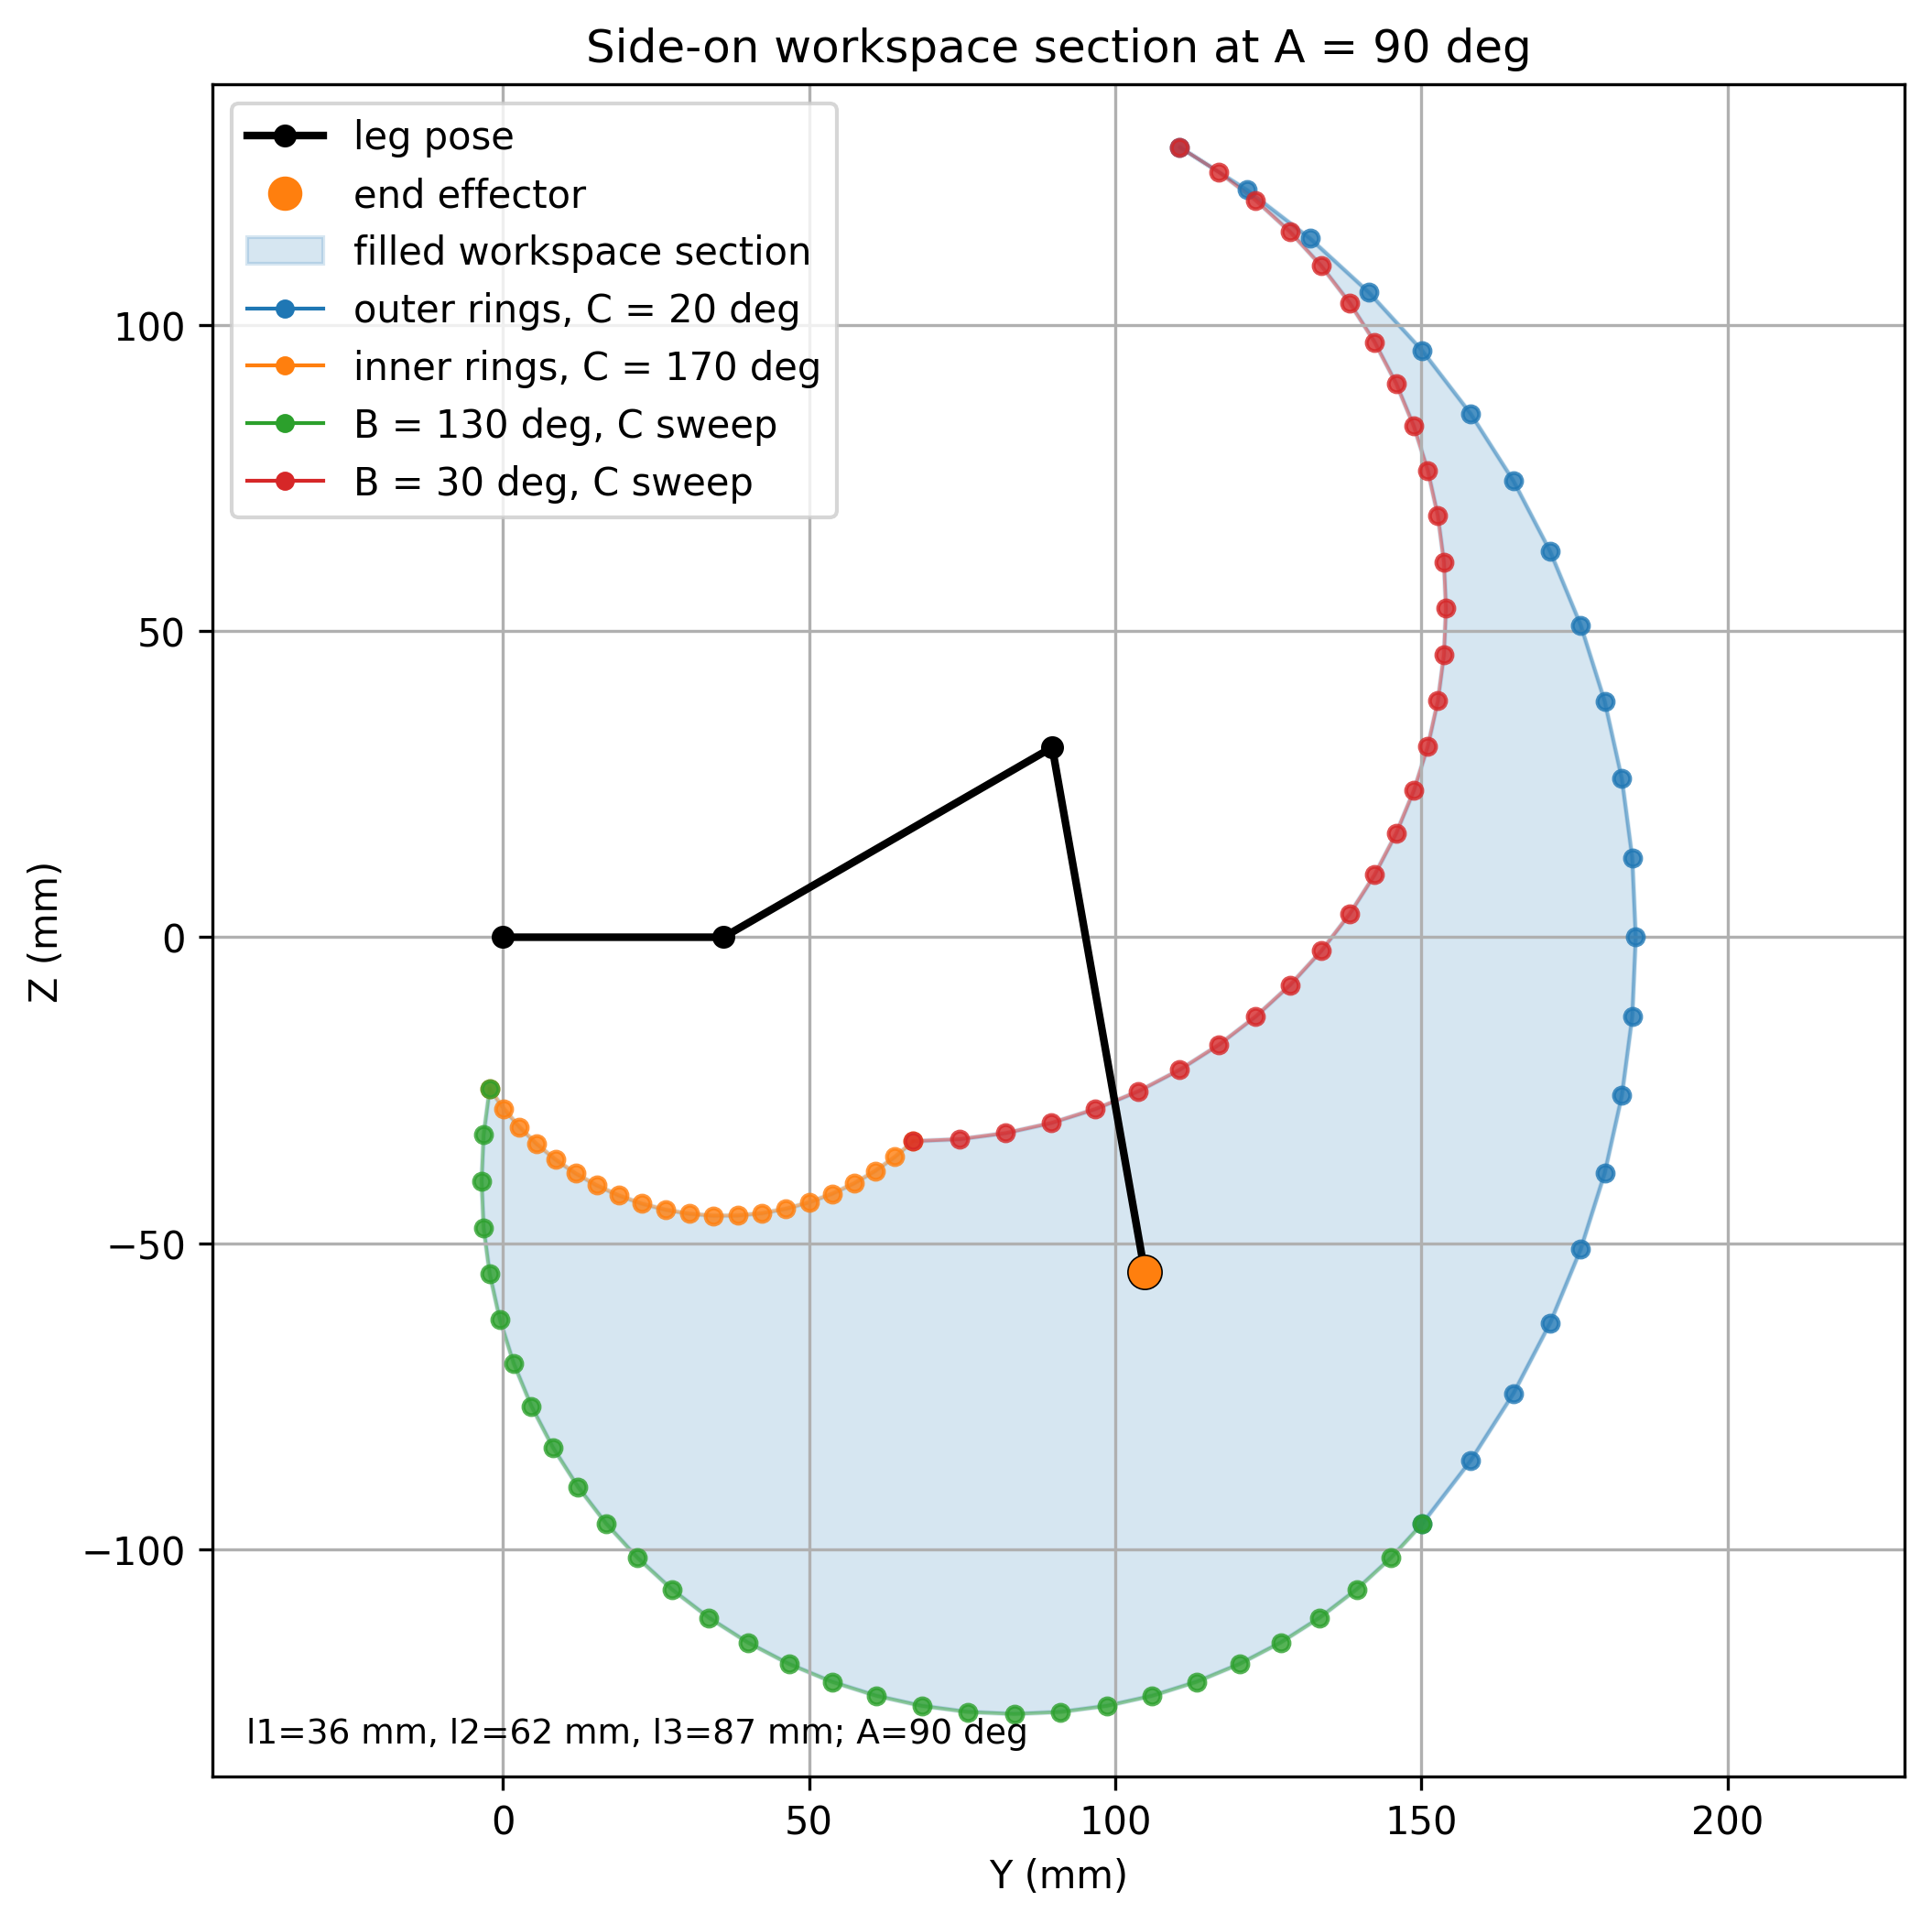 Side-on workspace section at A = 90 deg
leg pose
end effector
filled workspace section
outer rings, C = 20 deg
inner rings, C = 170 deg
B = 130 deg, C sweep
B = 30 deg, C sweep
100
50
0
−50
−100
Z (mm)
l1=36 mm, l2=62 mm, l3=87 mm; A=90 deg
0 50 100 150 200
Y (mm)